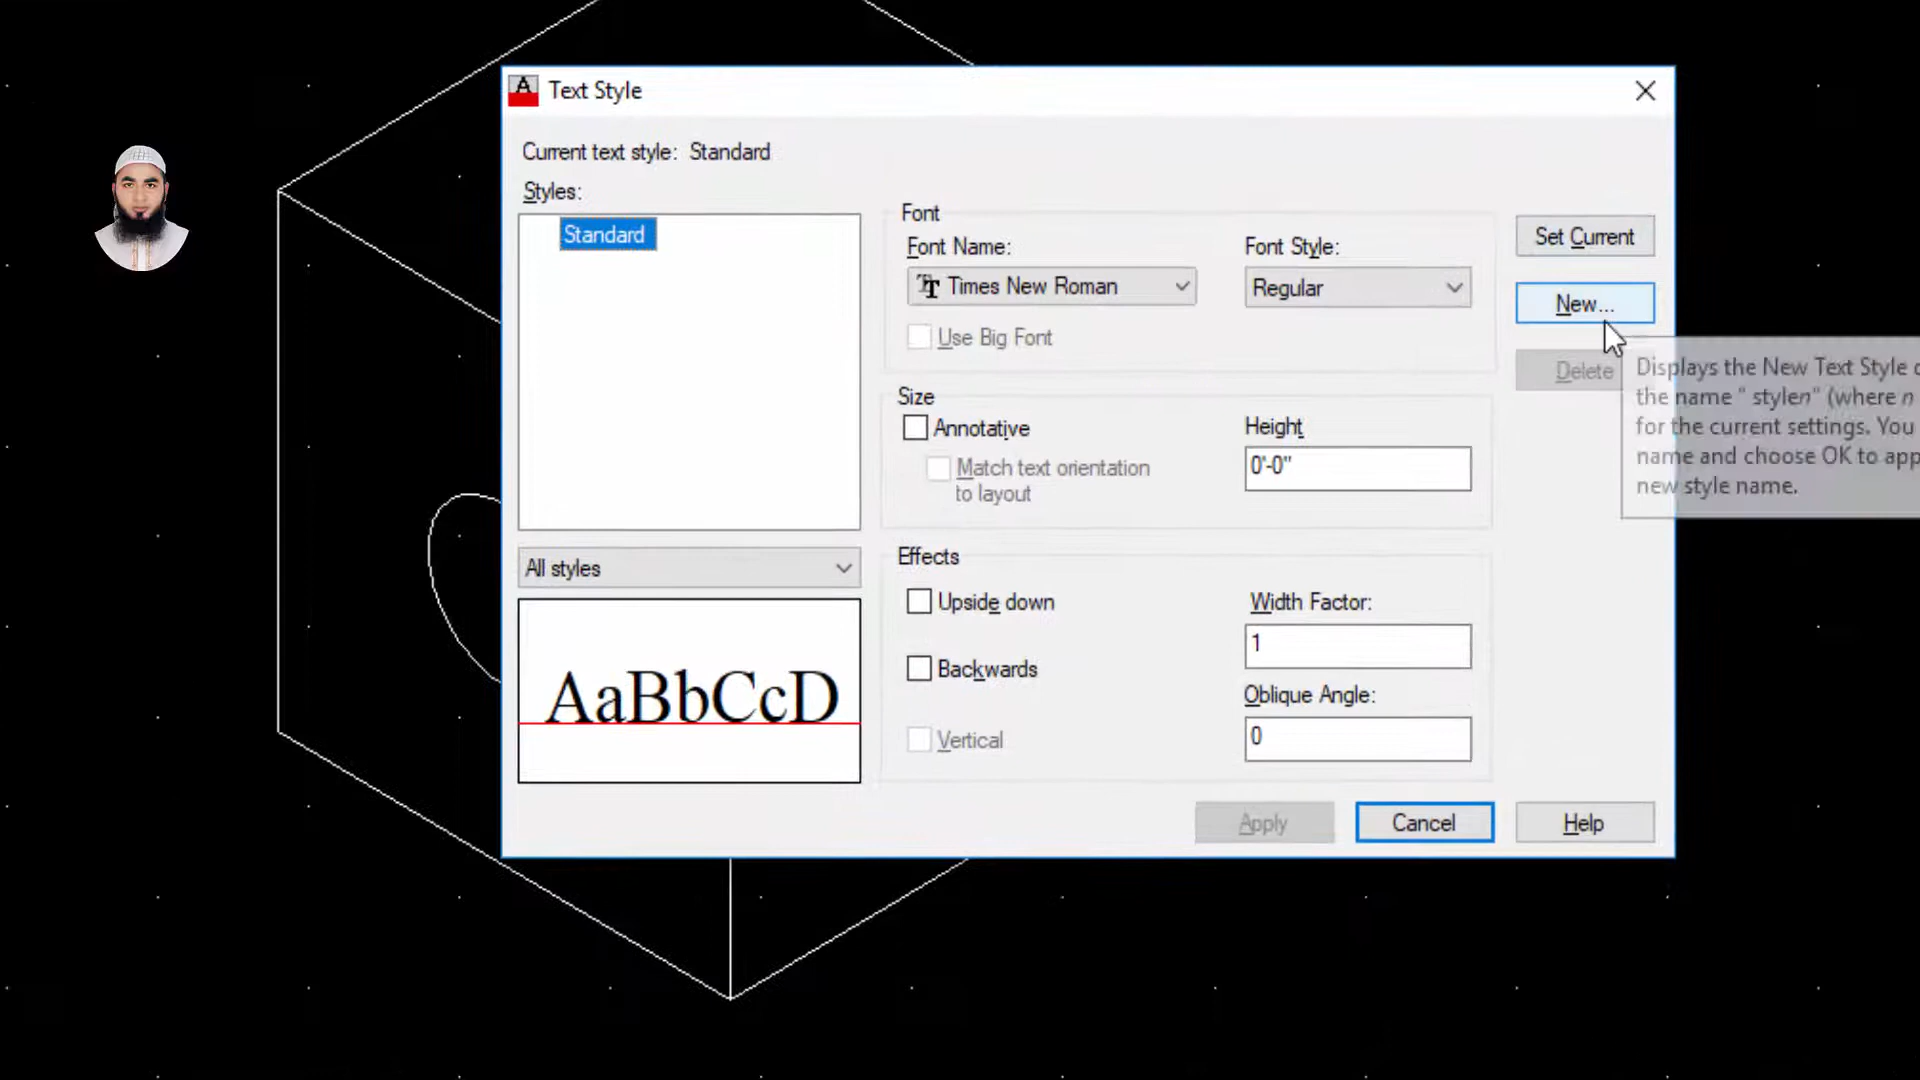 Text Style
Current text style: Standard
Styles:
Standard
All styles
AaBbCcD
Font
Font Name:
Times New Roman
Use Big Font
Font Style:
Regular
Size
Annotative
Match text orientation
to layout
Height
0'-0"
Effects
Upside down
Backwards
Vertical
Width Factor:
1
Oblique Angle:
0
Set Current
New...
Delete
Displays the New Text Style
the name " stylen" (where n
for the current settings. You
name and choose OK to app
new style name.
Apply
Cancel
Help